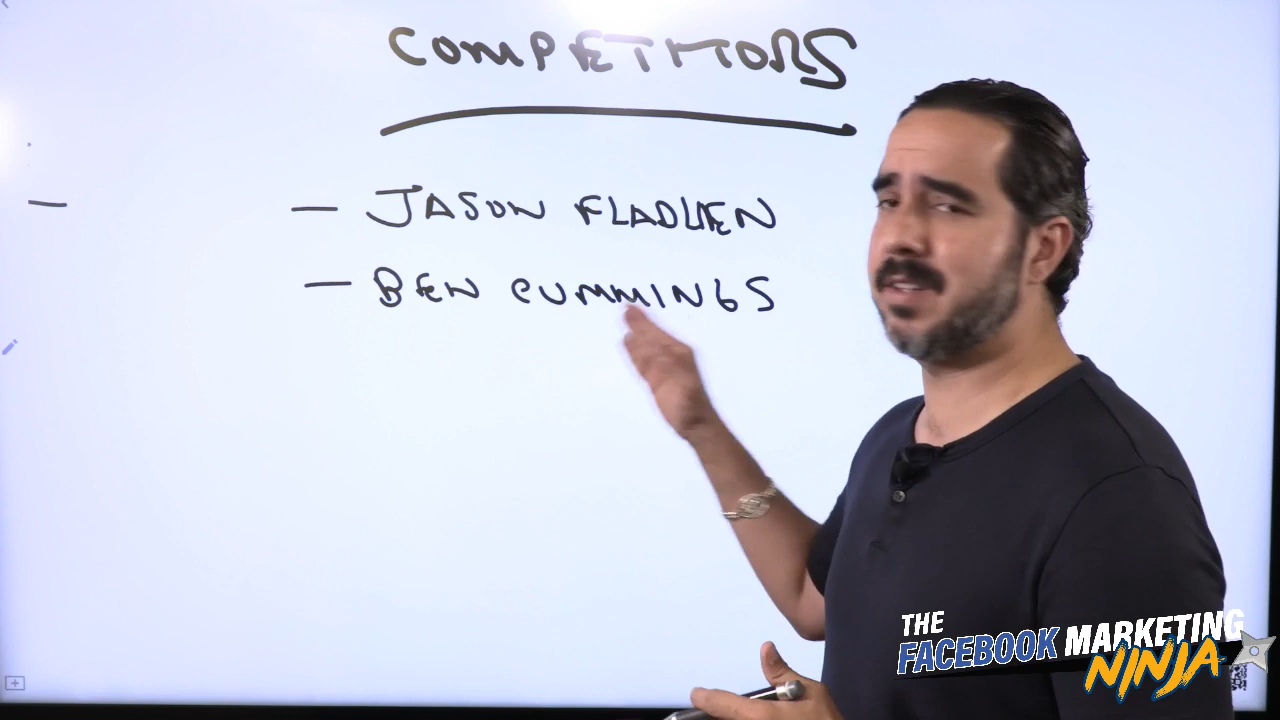 COMPETITORS
— JASON FLADLIEN
— BEN CUMMINGS
THE
FACEBOOK MARKETING
NINJA